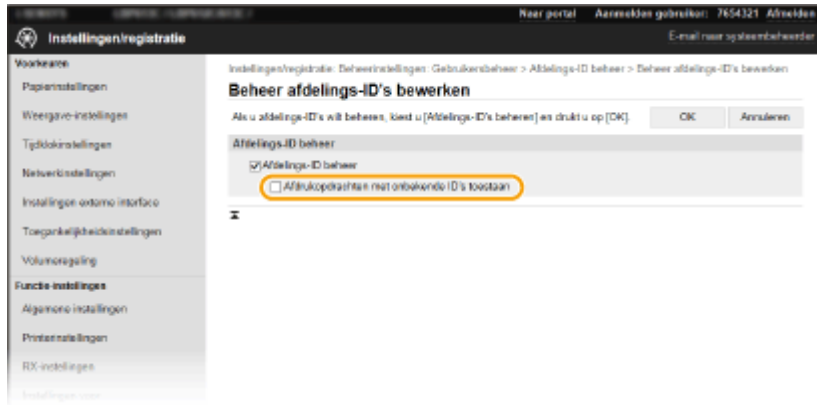 Naar portal Aanmelden gebruiker: 7654321 Afmelden
Instellingen/registratie
E-mail naar systeembeheerder
Voorkeuren
Papierinstellingen
Weergave-instellingen
Tijdklokinstellingen
Netwerkinstellingen
Instellingen externe interface
Toegankelijkheidsinstellingen
Volumeregeling
Functie-instellingen
Algemene instellingen
Printerinstellingen
RX-instellingen
Instellingen/registratie: Beheerinstellingen: Gebruikersbeheer > Afdelings-ID beheer > Beheer afdelings-ID's bewerken
Beheer afdelings-ID's bewerken
Als u afdelings-ID's wilt beheren, kiest u [Afdelings-ID's beheren] en drukt u op [OK].
OK
Annuleren
Afdelings-ID beheer
Afdelings-ID beheer
Afdrukopdrachten met onbekende ID's toestaan